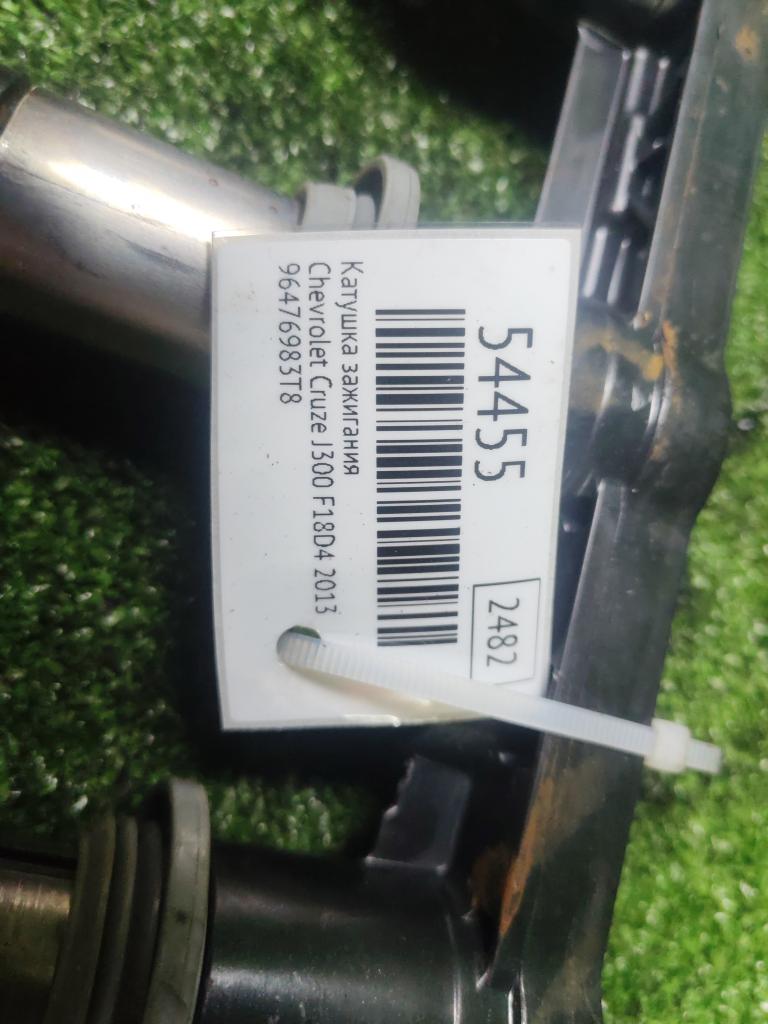 54455
2482
Катушка зажигания
Chevrolet Cruze J300 F18D4 2013
96476983T8